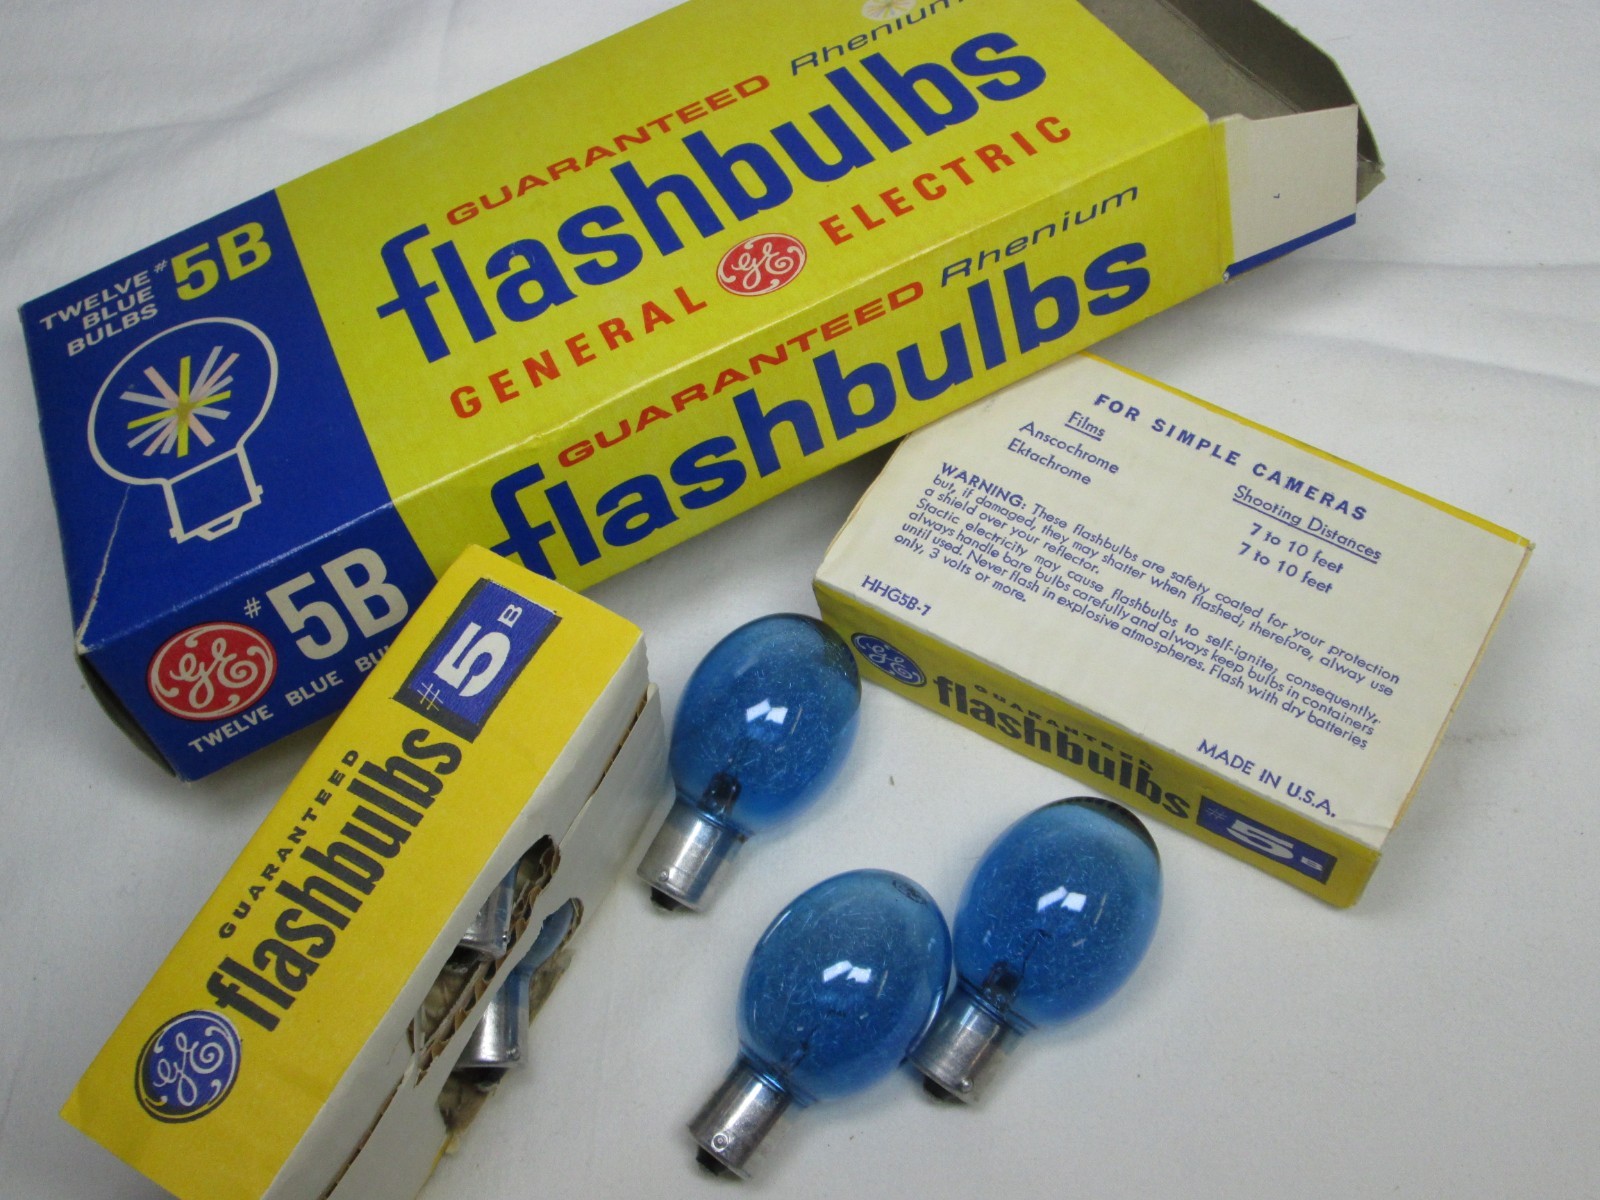 TWELVE #5B
BLUE
BULBS
GUARANTEED Rhenium
flashbulbs
GENERAL GE ELECTRIC
GUARANTEED Rhenium
flashbulbs
GE #5B
TWELVE BLUE BU
#5B
GUARANTEED
flashbulbs
GE
FOR SIMPLE CAMERAS
Films Shooting Distances
Anscochrome 7 to 10 feet
Ektachrome 7 to 10 feet
WARNING: These flashbulbs are safety coated for your protection
but, if damaged, they may shatter when flashed; therefore, alway use
a shield over your reflector.
Stactic electricity may cause flashbulbs to self-ignite, consequently,
always handle bare bulbs carefully and always keep bulbs in containers
until used. Never flash in explosive atmospheres. Flash with dry batteries
only, 3 volts or more.
HHG5B-7 MADE IN U.S.A.
GE
GUARANTEED
flashbulbs #5B